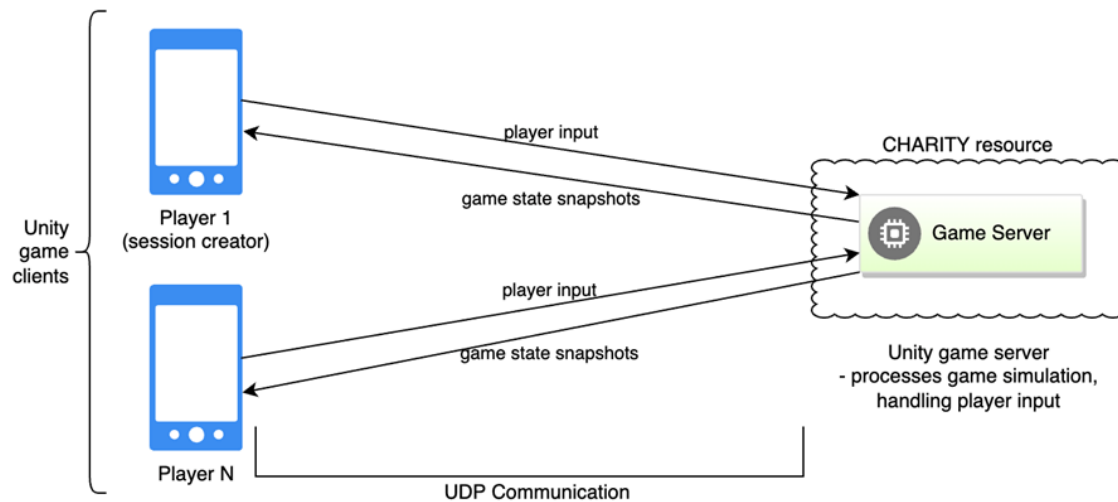 Unity
game
clients
Player 1
(session creator)
Player N
player input
game state snapshots
player input
game state snapshots
UDP Communication
CHARITY resource
Game Server
Unity game server
- processes game simulation,
handling player input